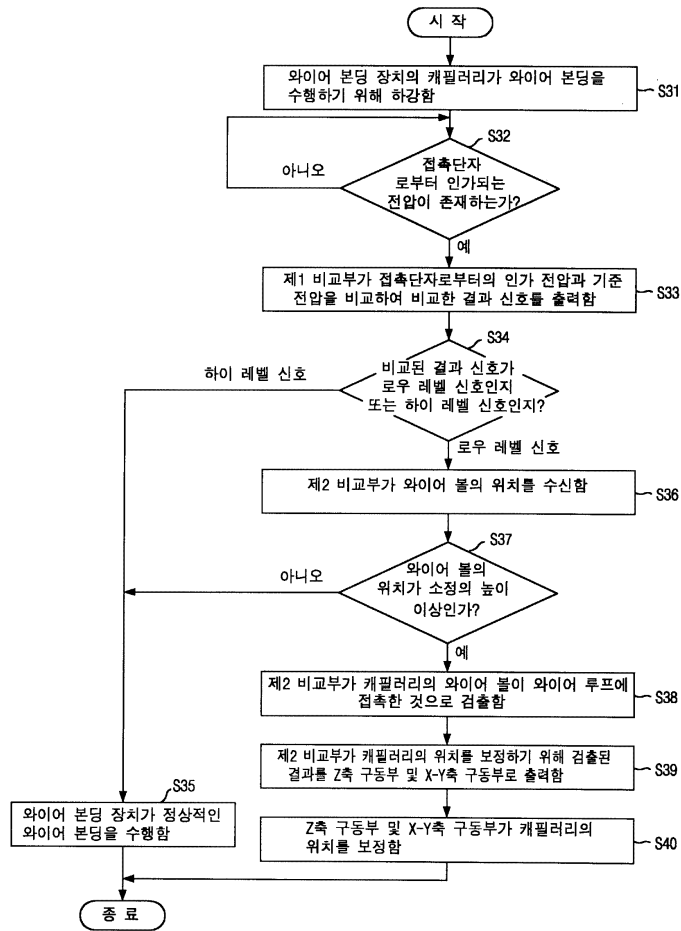 시 작
와이어 본딩 장치의 캐필러리가 와이어 본딩을
수행하기 위해 하강함
S31
S32
접촉단자
로부터 인가되는
전압이 존재하는가?
아니오
예
제1 비교부가 접촉단자로부터의 인가 전압과 기준
전압을 비교하여 비교한 결과 신호를 출력함
S33
S34
비교된 결과 신호가
로우 레벨 신호인지
또는 하이 레벨 신호인지?
하이 레벨 신호
로우 레벨 신호
제2 비교부가 와이어 볼의 위치를 수신함
S36
S37
와이어 볼의
위치가 소정의 높이
이상인가?
아니오
예
제2 비교부가 캐필러리의 와이어 볼이 와이어 루프에
접촉한 것으로 검출함
S38
제2 비교부가 캐필러리의 위치를 보정하기 위해 검출된
결과를 Z축 구동부 및 X-Y축 구동부로 출력함
S39
S35
와이어 본딩 장치가 정상적인
와이어 본딩을 수행함
Z축 구동부 및 X-Y축 구동부가 캐필러리의
위치를 보정함
S40
종 료